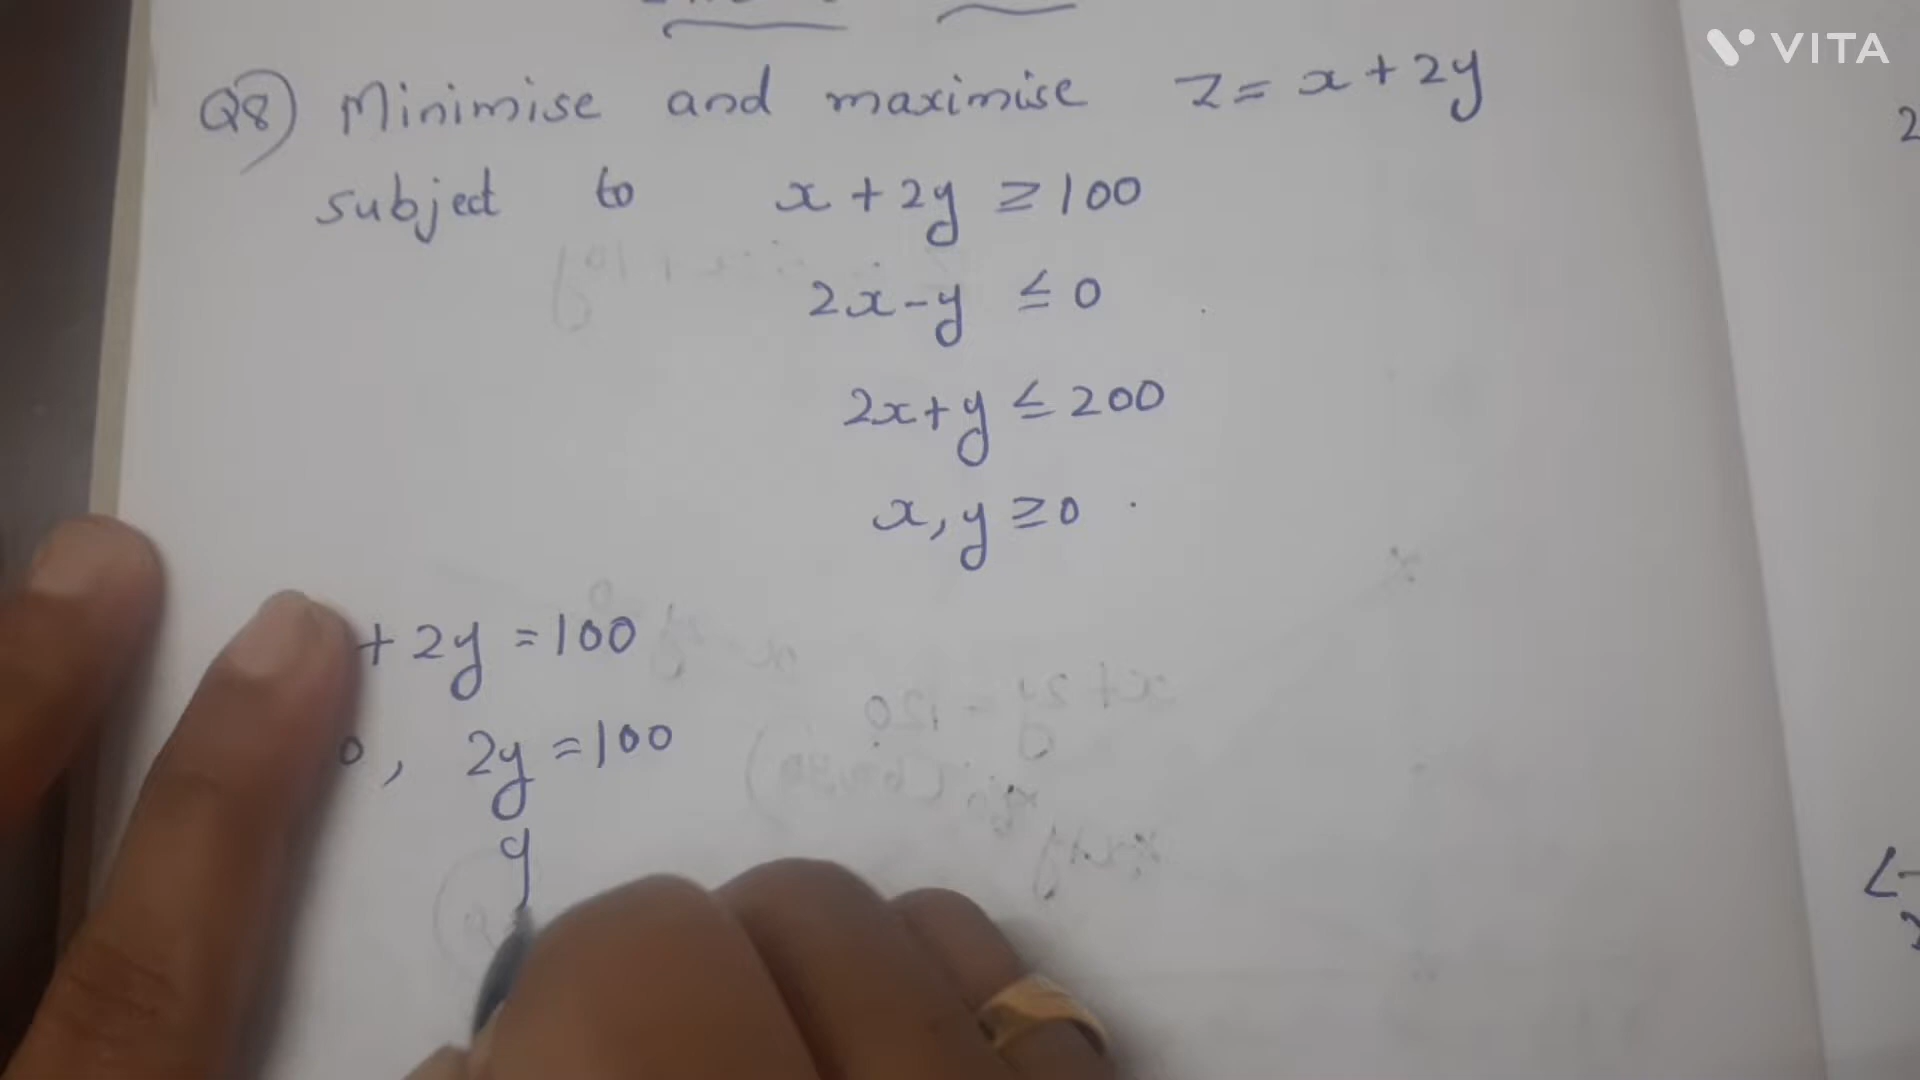 VITA
Q8) Minimise and maximise Z = x + 2y
subject to x + 2y ≥ 100
2x - y ≤ 0
2x + y ≤ 200
x, y ≥ 0 .
+ 2y = 100
0, 2y = 100
y
2